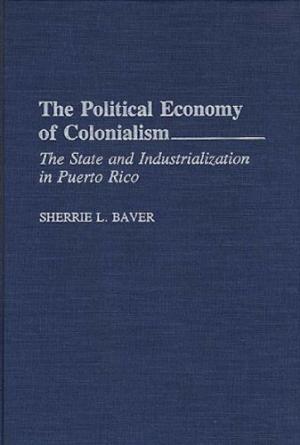 The Political Economy
of Colonialism
The State and Industrialization
in Puerto Rico
SHERRIE L. BAVER